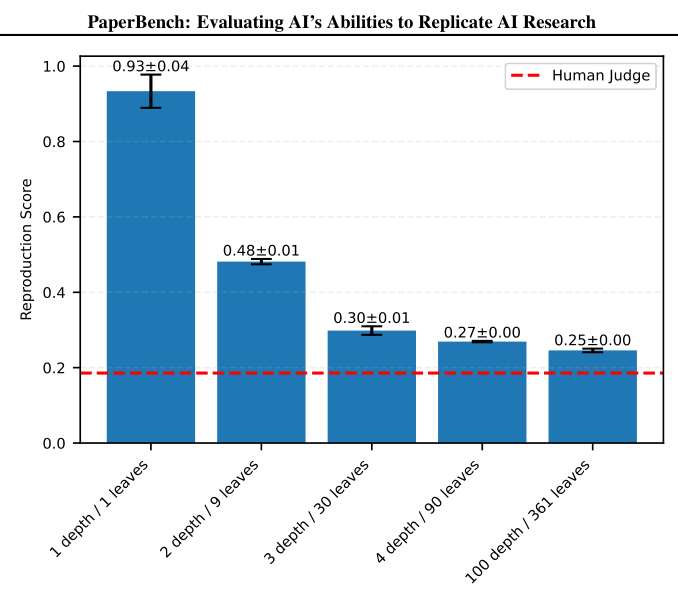 PaperBench: Evaluating AI's Abilities to Replicate AI Research
1.0
0.8
0.6
0.4
0.2
0.0
Reproduction Score
0.93±0.04
0.48±0.01
0.30±0.01
0.27±0.00
0.25±0.00
Human Judge
1 depth / 1 leaves
2 depth / 9 leaves
3 depth / 30 leaves
4 depth / 90 leaves
100 depth / 361 leaves